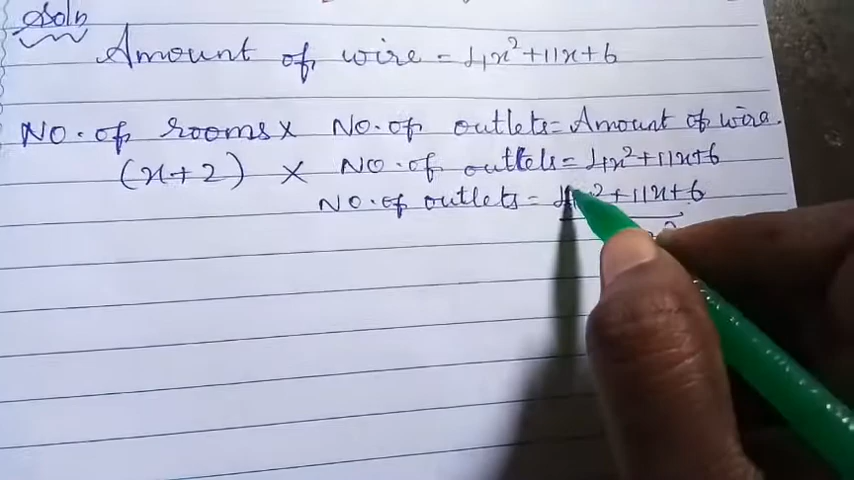 Soln
Amount of wire = 4x²+11x+6
No. of rooms × No. of outlets = Amount of wire.
(x+2) × No. of outlets = 4x²+11x+6
No. of outlets = 4x²+11x+6